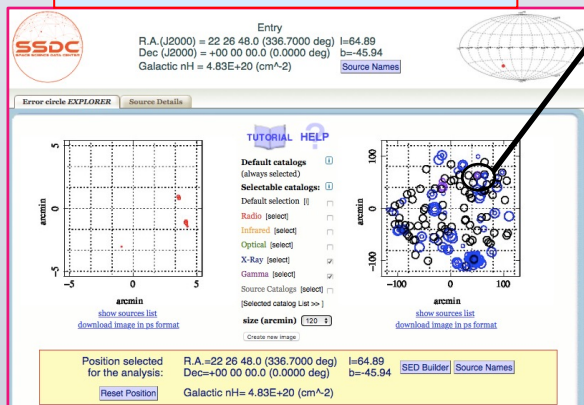 SSDC
SPACE SCIENCE DATA CENTER
Entry
R.A.(J2000) = 22 26 48.0 (336.7000 deg) l=64.89
Dec (J2000) = +00 00 00.0 (0.0000 deg) b=-45.94
Galactic nH = 4.83E+20 (cm^-2)
Source Names
Error circle EXPLORER
Source Details
TUTORIAL HELP
Default catalogs
(always selected)
Selectable catalogs:
Default selection [i]
Radio [select]
Infrared [select]
Optical [select]
X-Ray [select]
Gamma [select]
Source Catalogs [select]
[Selected catalog List >> ]
size (arcmin) 120
Create new image
5
0
-5
arcmin
-5 0 5
arcmin
show sources list
download image in ps format
100
0
-100
arcmin
-100 0 100
arcmin
show sources list
download image in ps format
Position selected
for the analysis:
R.A.=22 26 48.0 (336.7000 deg) l=64.89
Dec=+00 00 00.0 (0.0000 deg) b=-45.94
SED Builder
Source Names
Reset Position
Galactic nH= 4.83E+20 (cm^-2)